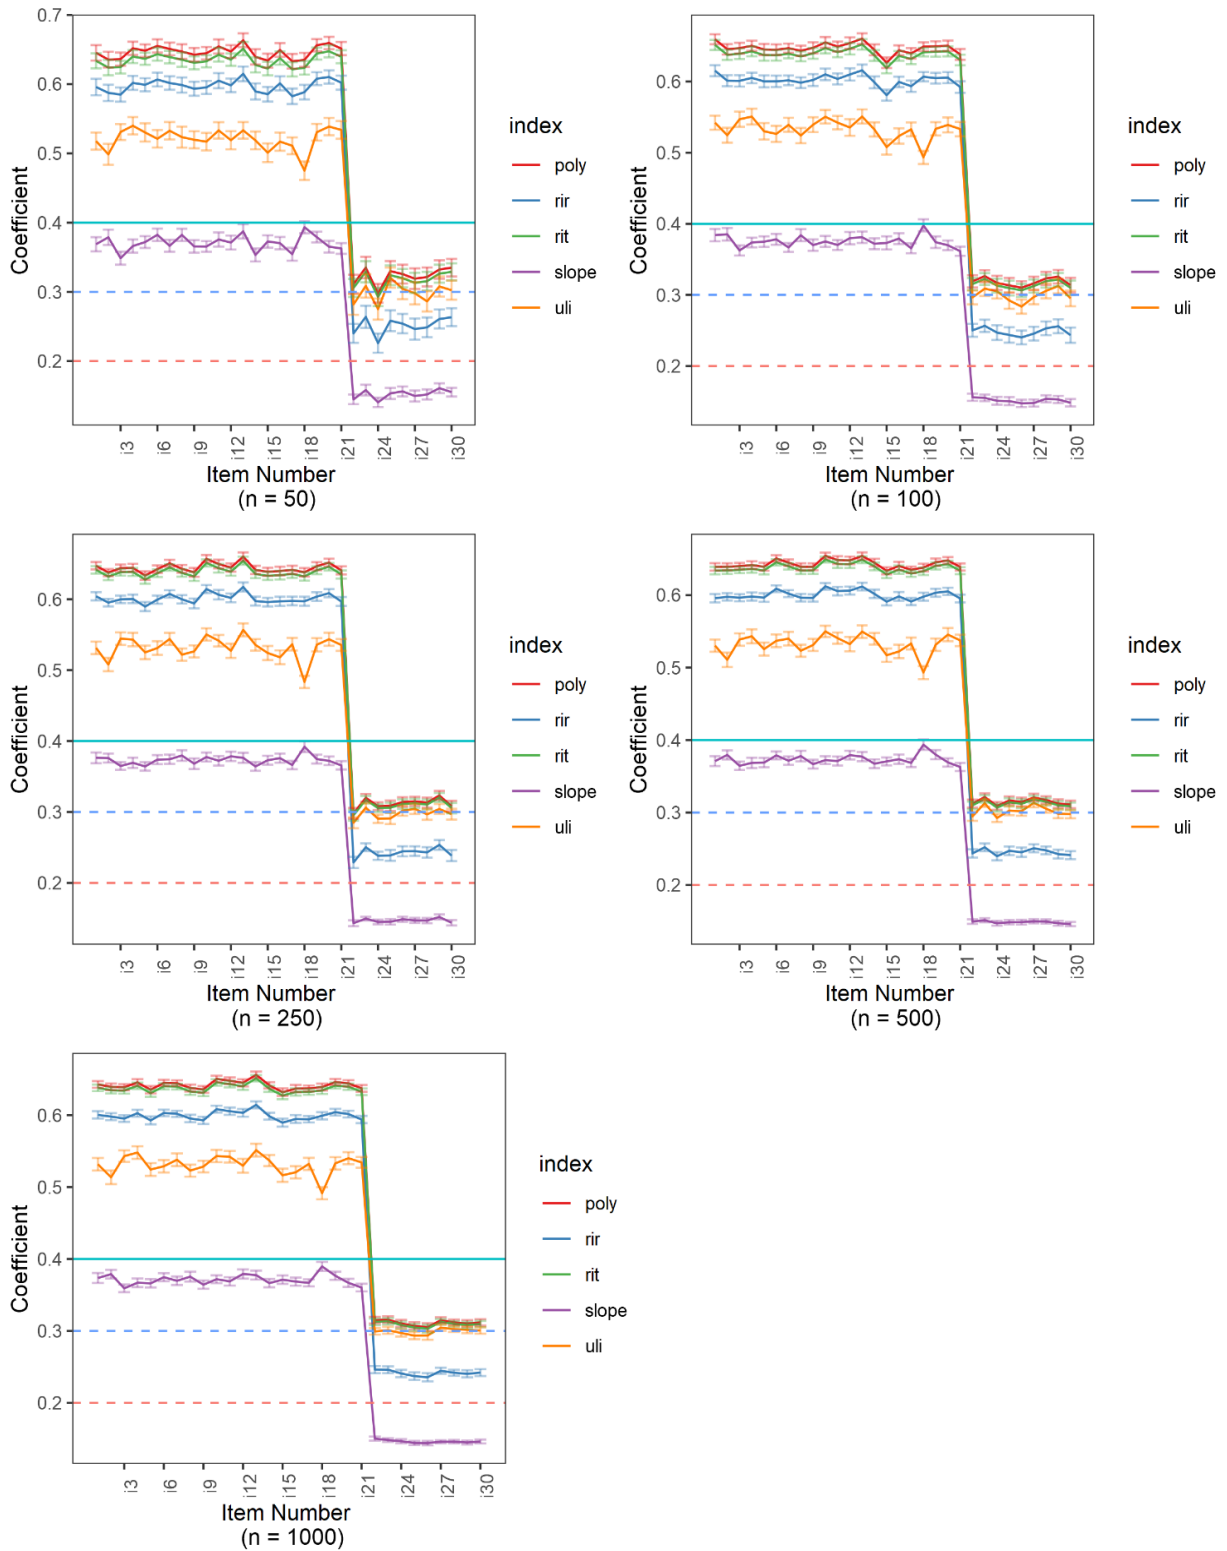 0.7
0.6
0.5
0.4
0.3
0.2
Coefficient
i3 i6 i9 i12 i15 i18 i21 i24 i27 i30
Item Number
(n = 50)
index
poly
rir
rit
slope
uli
0.6
0.5
0.4
0.3
0.2
Coefficient
i3 i6 i9 i12 i15 i18 i21 i24 i27 i30
Item Number
(n = 100)
index
poly
rir
rit
slope
uli
0.6
0.5
0.4
0.3
0.2
Coefficient
i3 i6 i9 i12 i15 i18 i21 i24 i27 i30
Item Number
(n = 250)
index
poly
rir
rit
slope
uli
0.6
0.5
0.4
0.3
0.2
Coefficient
i3 i6 i9 i12 i15 i18 i21 i24 i27 i30
Item Number
(n = 500)
index
poly
rir
rit
slope
uli
0.6
0.5
0.4
0.3
0.2
Coefficient
i3 i6 i9 i12 i15 i18 i21 i24 i27 i30
Item Number
(n = 1000)
index
poly
rir
rit
slope
uli